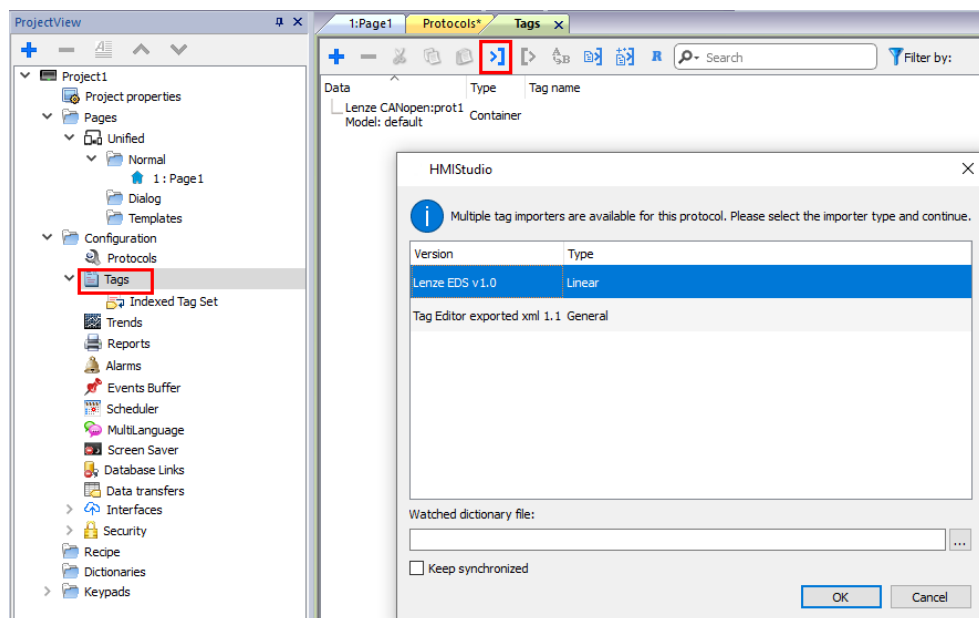 ProjectView
Project1
Project properties
Pages
Unified
Normal
1 : Page1
Dialog
Templates
Configuration
Protocols
Tags
Indexed Tag Set
Trends
Reports
Alarms
Events Buffer
Scheduler
MultiLanguage
Screen Saver
Database Links
Data transfers
Interfaces
Security
Recipe
Dictionaries
Keypads
1:Page1 Protocols* Tags
R Search Filter by:
Data Type Tag name
Lenze CANopen:prot1
Model: default
Container
HMIStudio
Multiple tag importers are available for this protocol. Please select the importer type and continue.
Version Type
Lenze EDS v1.0 Linear
Tag Editor exported xml 1.1 General
Watched dictionary file:
...
Keep synchronized
OK Cancel